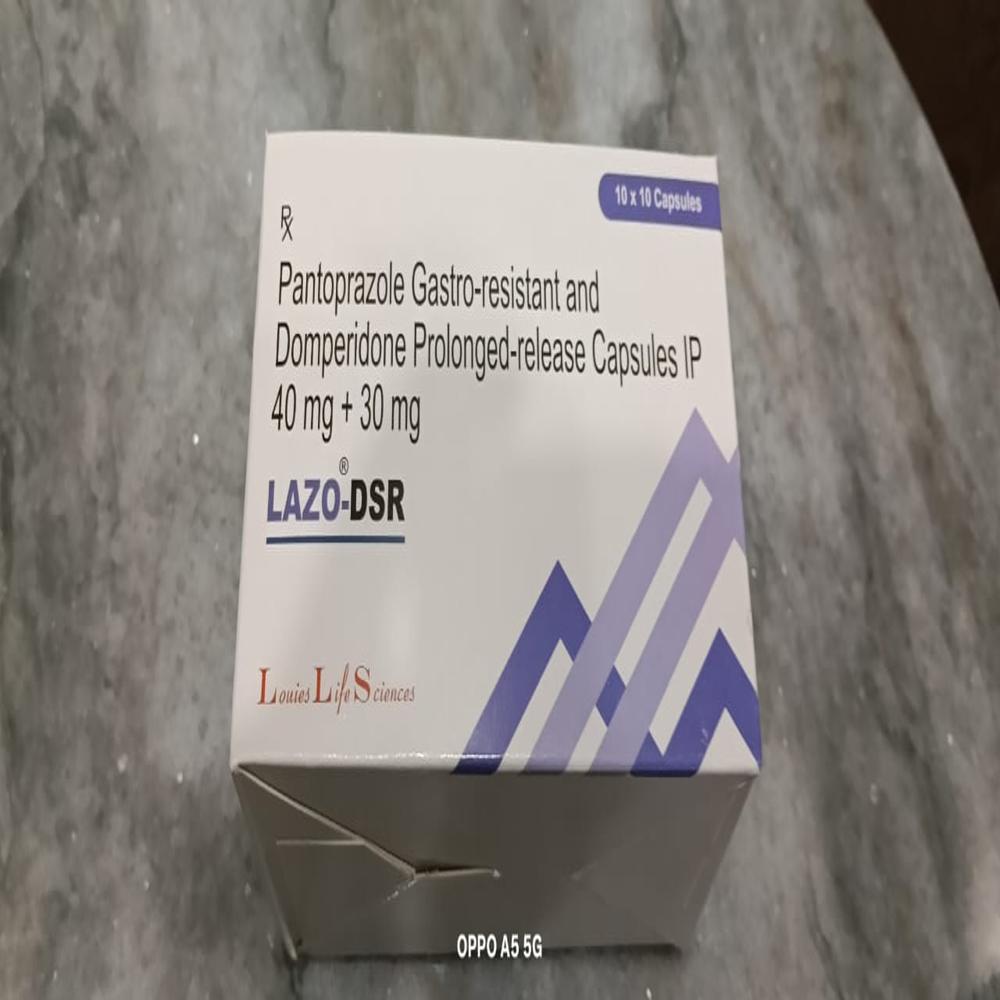 10 x 10 Capsules
Rx
Pantoprazole Gastro-resistant and
Domperidone Prolonged-release Capsules IP
40 mg + 30 mg
LAZO-DSR®
Louies Life Sciences
OPPO A5 5G